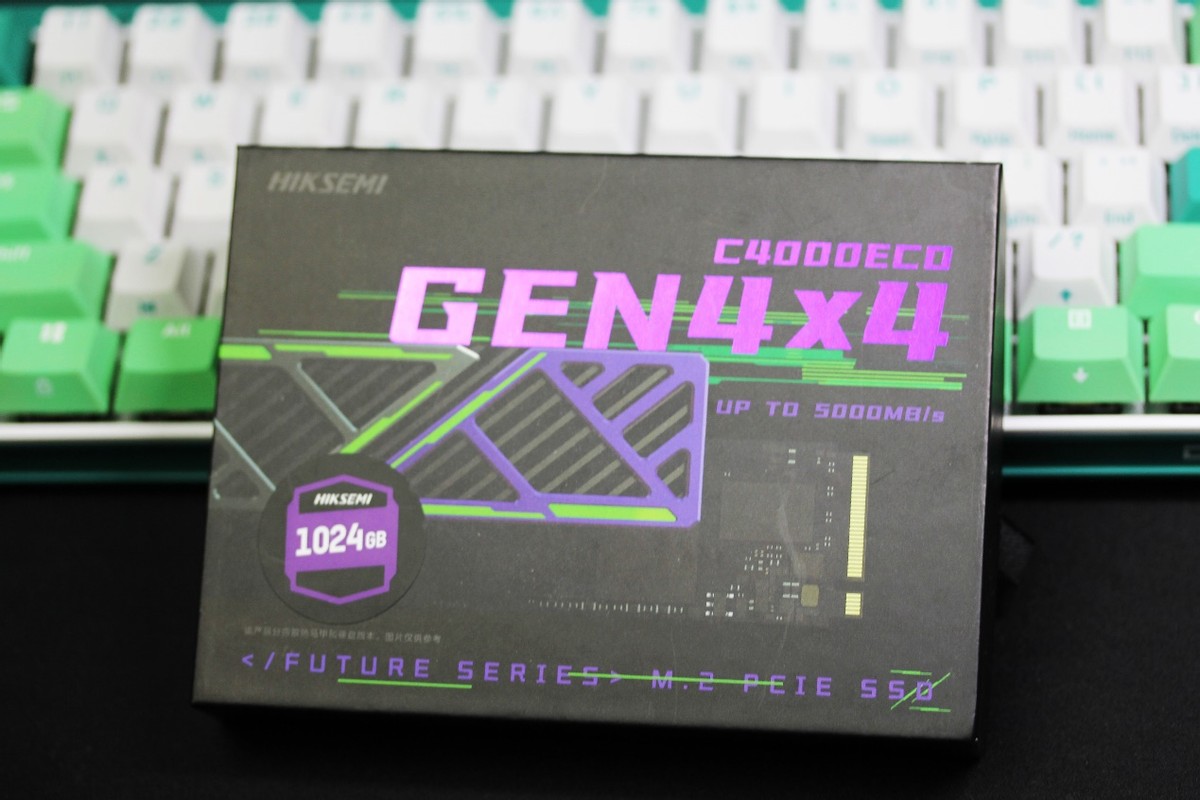 HIKSEMI
C4000ECO
GEN4x4
UP TO 5000MB/s
HIKSEMI
1024GB
</FUTURE SERIES> M.2 PCIE SSD